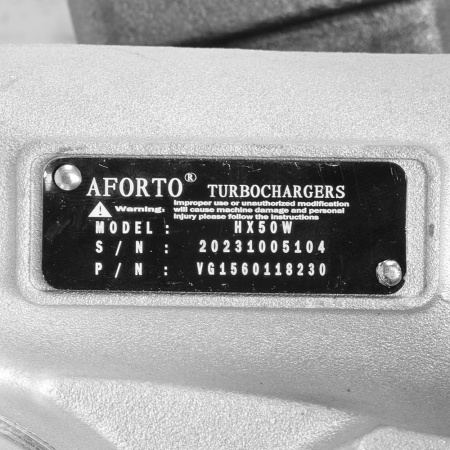 AFORTO® TURBOCHARGERS
Warning: Improper use or unauthorized modification
will cause machine damage and personal
injury please follow the instructions
MODEL: HX50W
S/N: 20231005104
P/N: VG1560118230